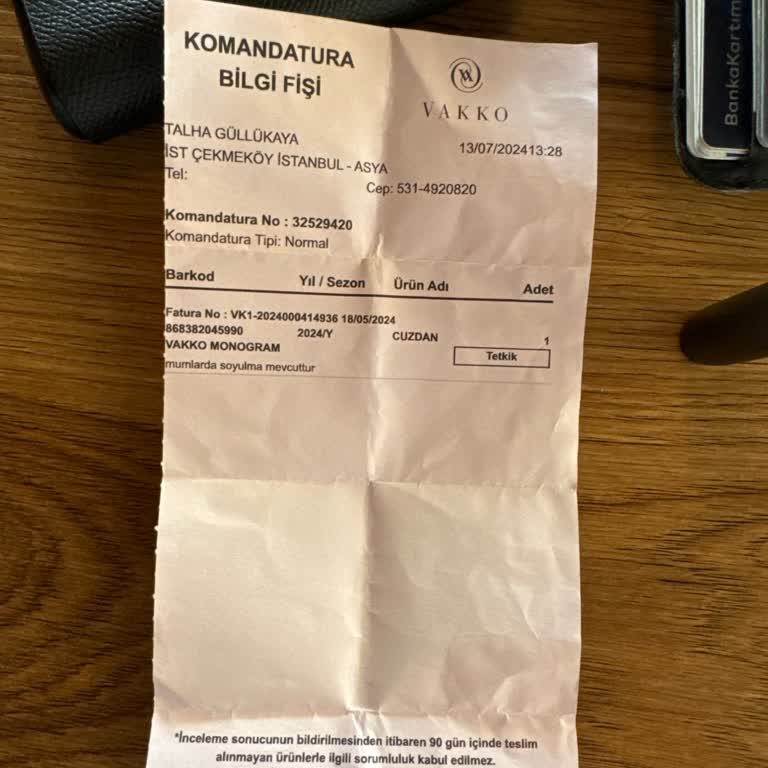 KOMANDATURA
BİLGİ FİŞİ
VAKKO
TALHA GÜLLÜKAYA
13/07/202413:28
İST ÇEKMEKÖY İSTANBUL - ASYA
Tel:
Cep: 531-4920820
Komandatura No : 32529420
Komandatura Tipi: Normal
Barkod Yıl / Sezon Ürün Adı Adet
Fatura No : VK1-2024000414936 18/05/2024
868382045990 2024/Y CUZDAN 1
VAKKO MONOGRAM Tetkik
mumlarda soyulma mevcuttur
*İnceleme sonucunun bildirilmesinden itibaren 90 gün içinde teslim
alınmayan ürünlerle ilgili sorumluluk kabul edilmez.
BankaKartım